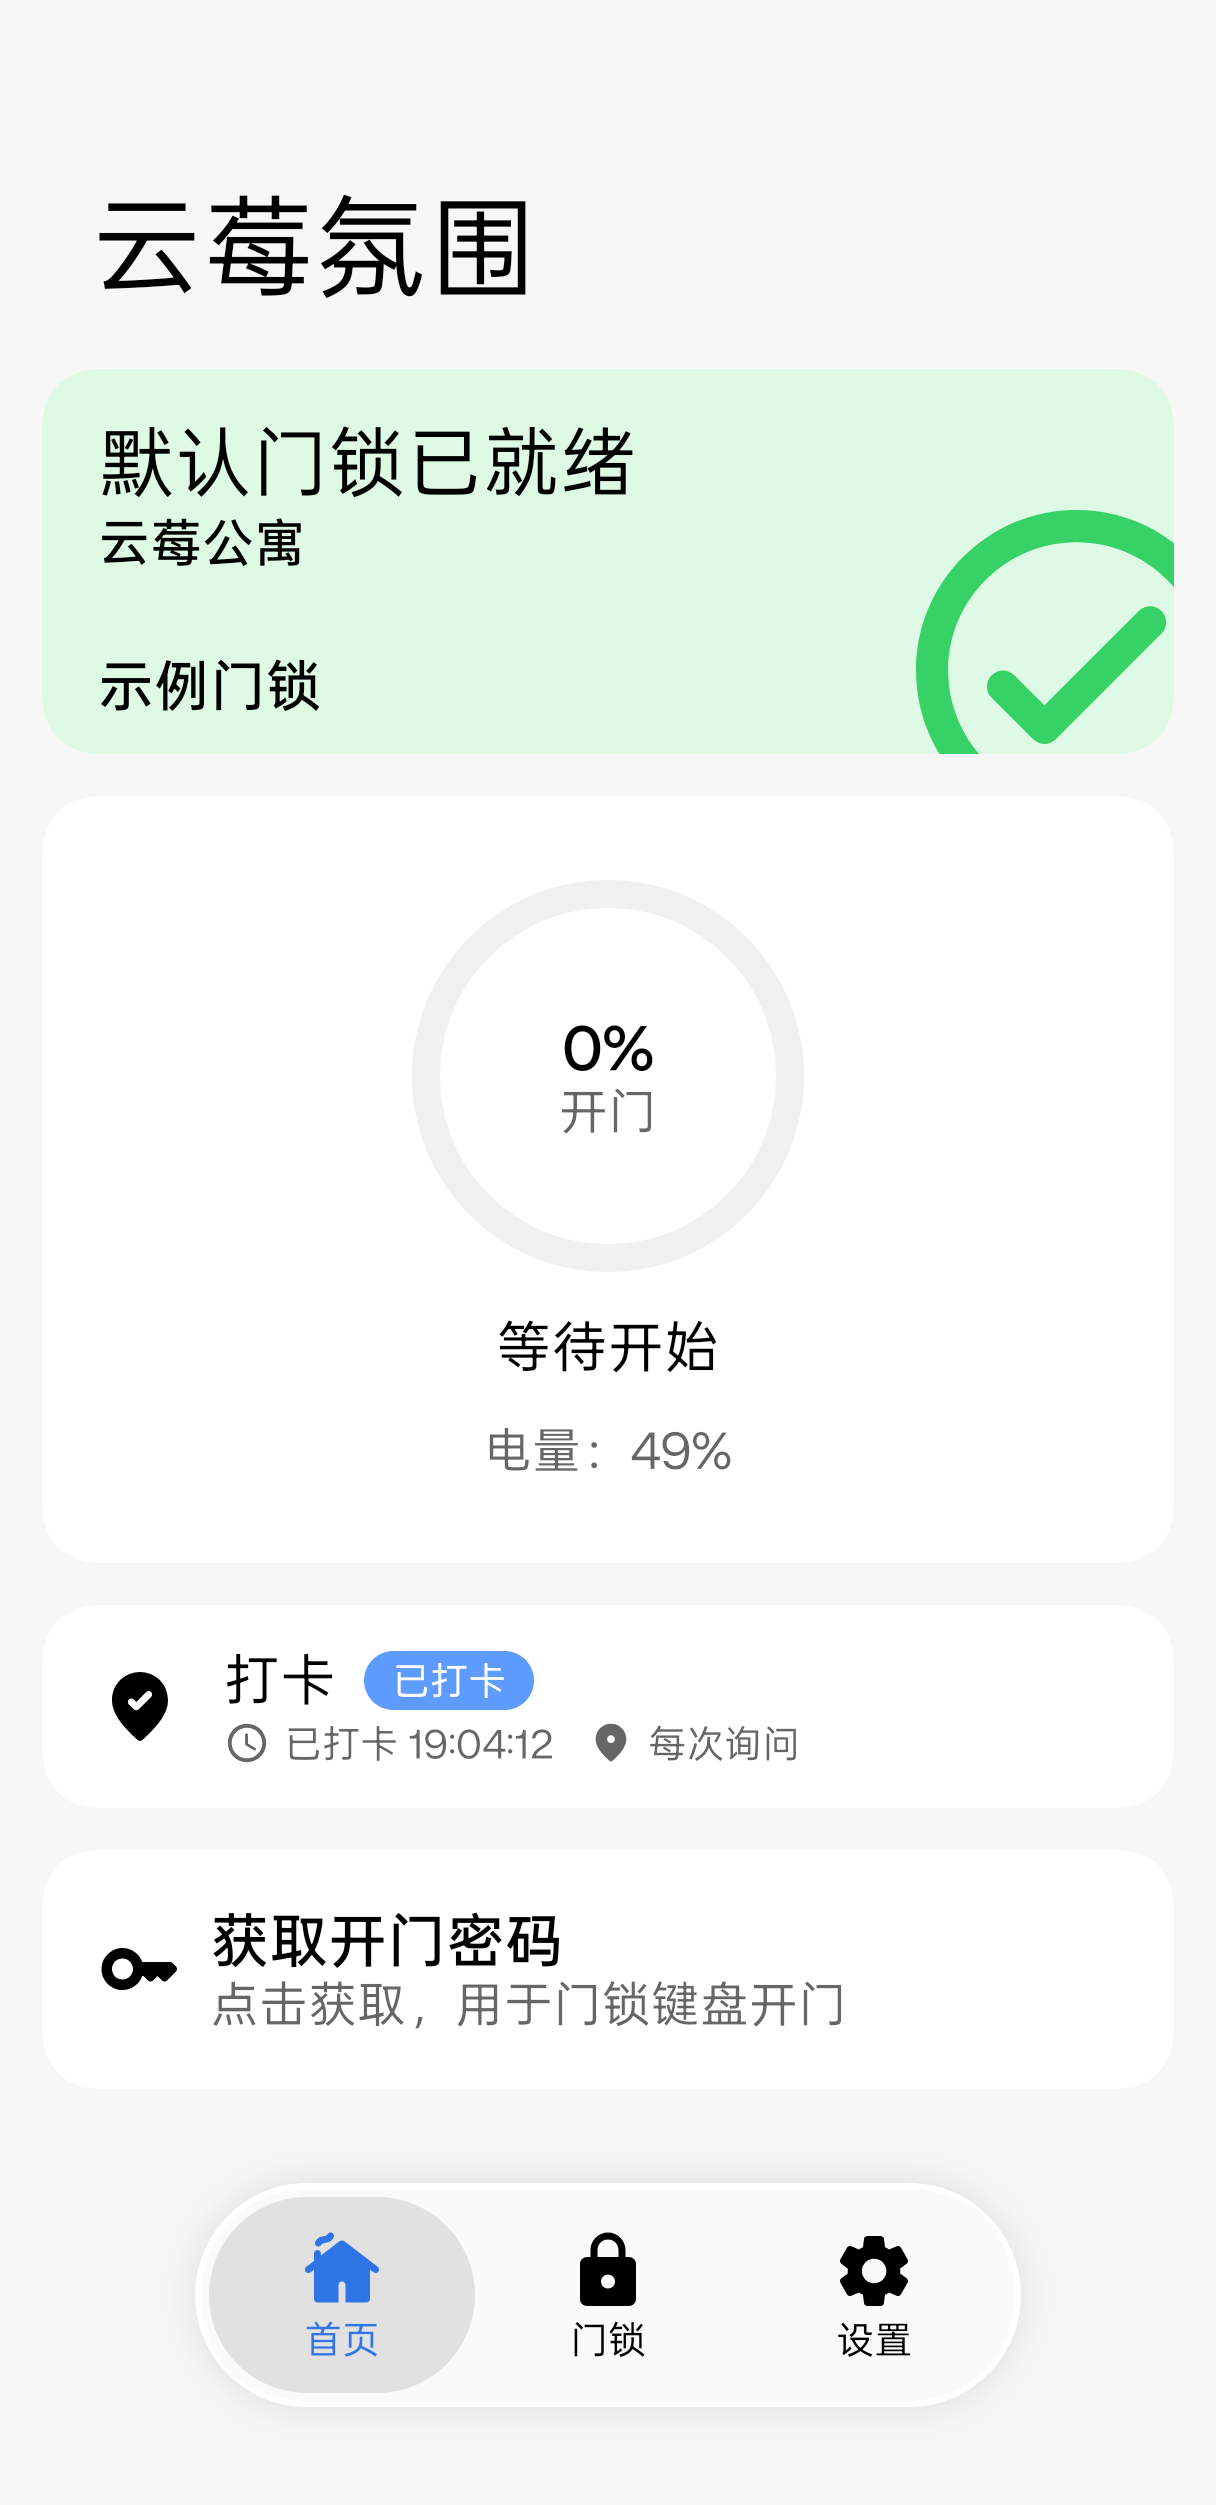 云莓氛围
默认门锁已就绪
云莓公寓
示例门锁
0%
开门
等待开始
电量：49%
打卡 已打卡
已打卡19:04:12 每次询问
获取开门密码
点击获取，用于门锁键盘开门
首页 门锁 设置